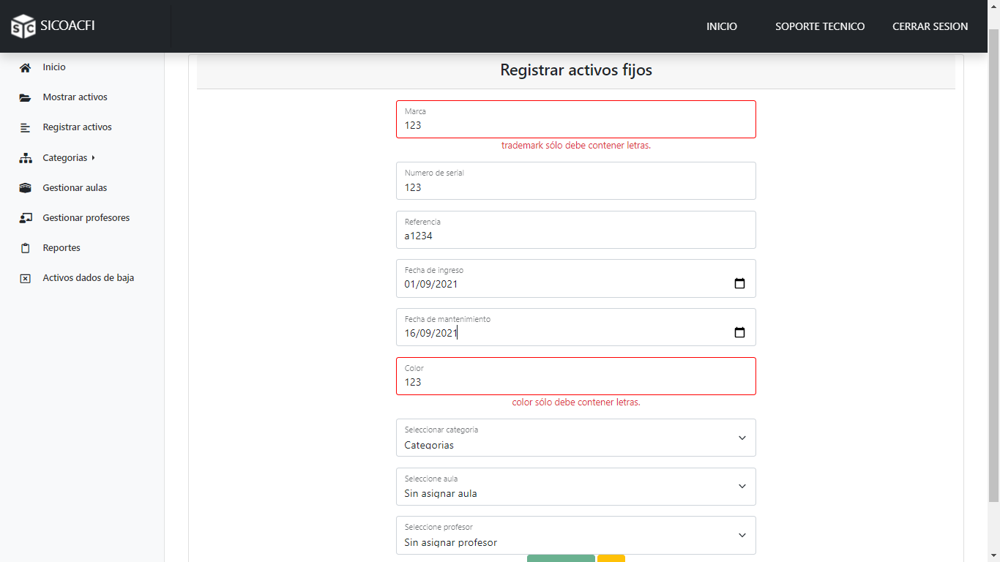 SICOACFI
INICIO
SOPORTE TECNICO
CERRAR SESION
Inicio
Mostrar activos
Registrar activos
Categorias
Gestionar aulas
Gestionar profesores
Reportes
Activos dados de baja
Registrar activos fijos
Marca
123
trademark sólo debe contener letras.
Numero de serial
123
Referencia
a1234
Fecha de ingreso
01/09/2021
Fecha de mantenimiento
16/09/2021
Color
123
color sólo debe contener letras.
Seleccionar categoria
Categorias
Seleccione aula
Sin asignar aula
Seleccione profesor
Sin asignar profesor